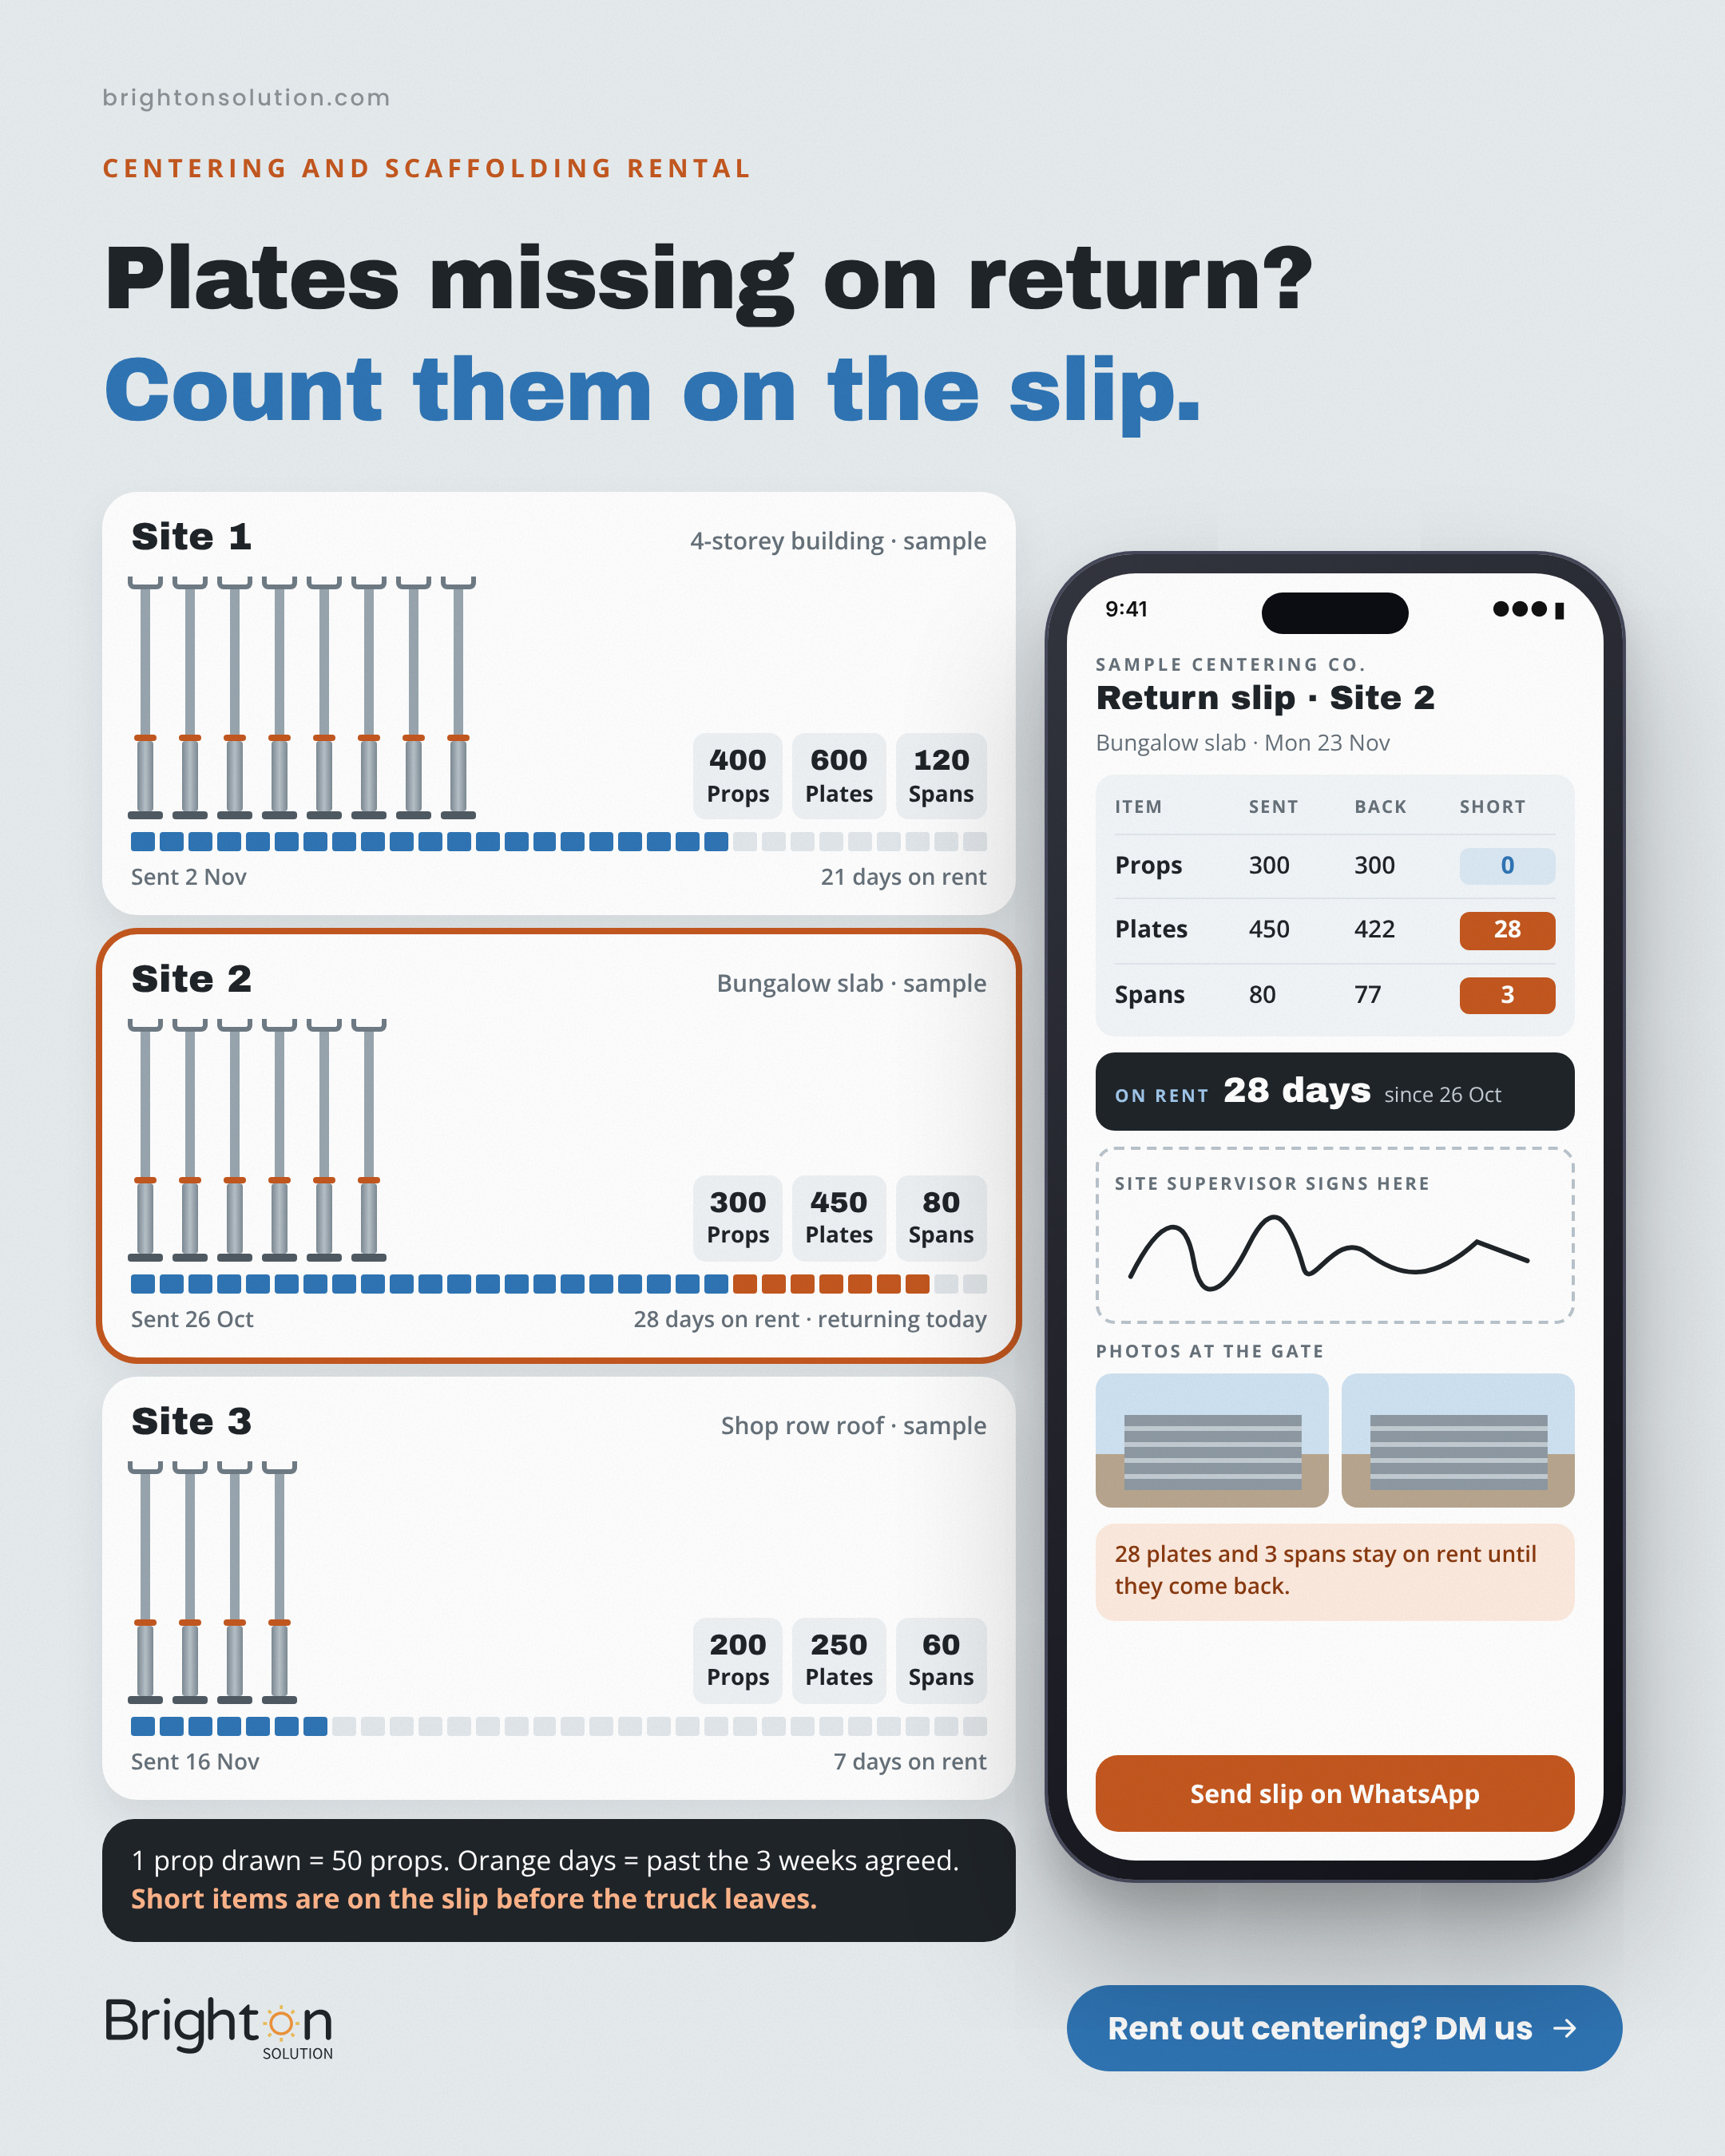 brightonsolution.com
CENTERING AND SCAFFOLDING RENTAL
Plates missing on return?
Count them on the slip.
Site 1
4-storey building · sample
400 Props
600 Plates
120 Spans
Sent 2 Nov
21 days on rent
Site 2
Bungalow slab · sample
300 Props
450 Plates
80 Spans
Sent 26 Oct
28 days on rent · returning today
Site 3
Shop row roof · sample
200 Props
250 Plates
60 Spans
Sent 16 Nov
7 days on rent
1 prop drawn = 50 props. Orange days = past the 3 weeks agreed.
Short items are on the slip before the truck leaves.
9:41
SAMPLE CENTERING CO.
Return slip · Site 2
Bungalow slab · Mon 23 Nov
ITEM SENT BACK SHORT
Props 300 300 0
Plates 450 422 28
Spans 80 77 3
ON RENT 28 days since 26 Oct
SITE SUPERVISOR SIGNS HERE
PHOTOS AT THE GATE
28 plates and 3 spans stay on rent until
they come back.
Send slip on WhatsApp
Brighton
SOLUTION
Rent out centering? DM us →